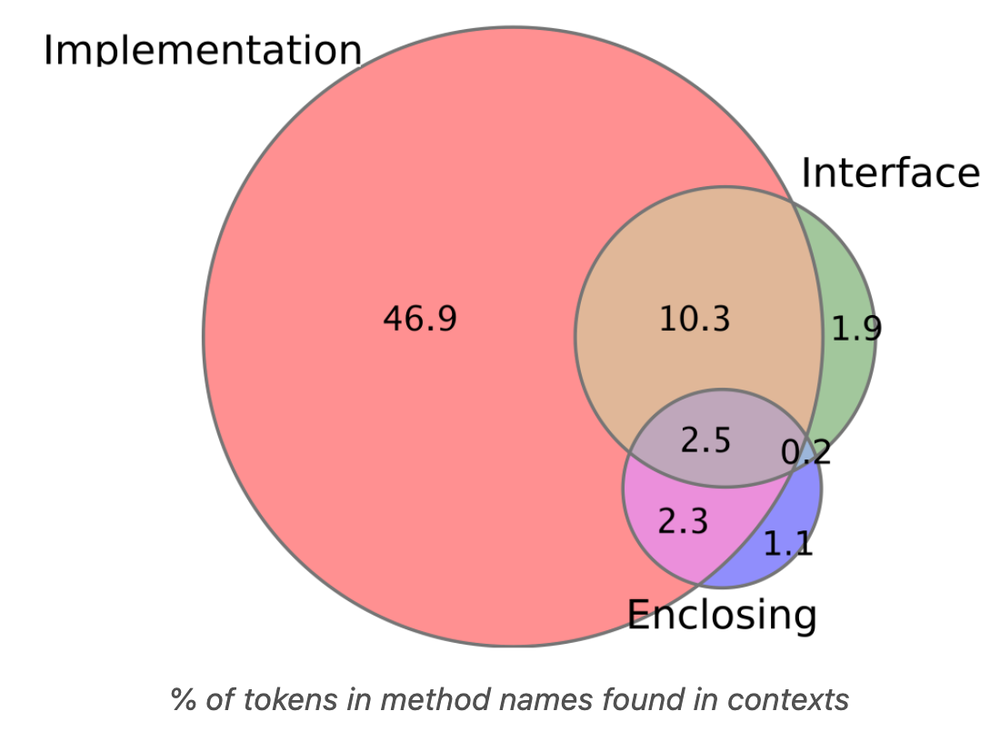 Implementation
Interface
46.9
10.3
1.9
2.5
0.2
2.3
1.1
Enclosing
% of tokens in method names found in contexts